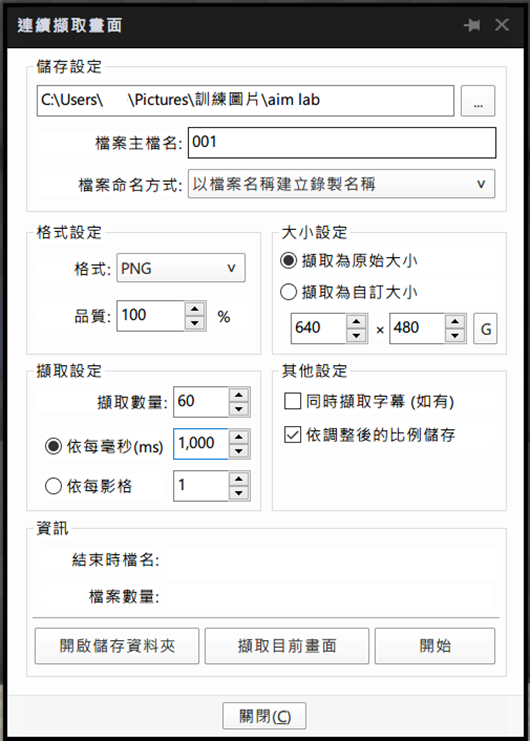 連續擷取畫面
儲存設定
C:\Users\ \Pictures\訓練圖片\aim lab
...
檔案主檔名: 001
檔案命名方式: 以檔案名稱建立錄製名稱
格式設定
格式: PNG
品質: 100 %
大小設定
擷取為原始大小
擷取為自訂大小
640 × 480 G
擷取設定
擷取數量: 60
依每毫秒(ms) 1,000
依每影格 1
其他設定
同時擷取字幕 (如有)
依調整後的比例儲存
資訊
結束時檔名:
檔案數量:
開啟儲存資料夾 擷取目前畫面 開始
關閉(C)